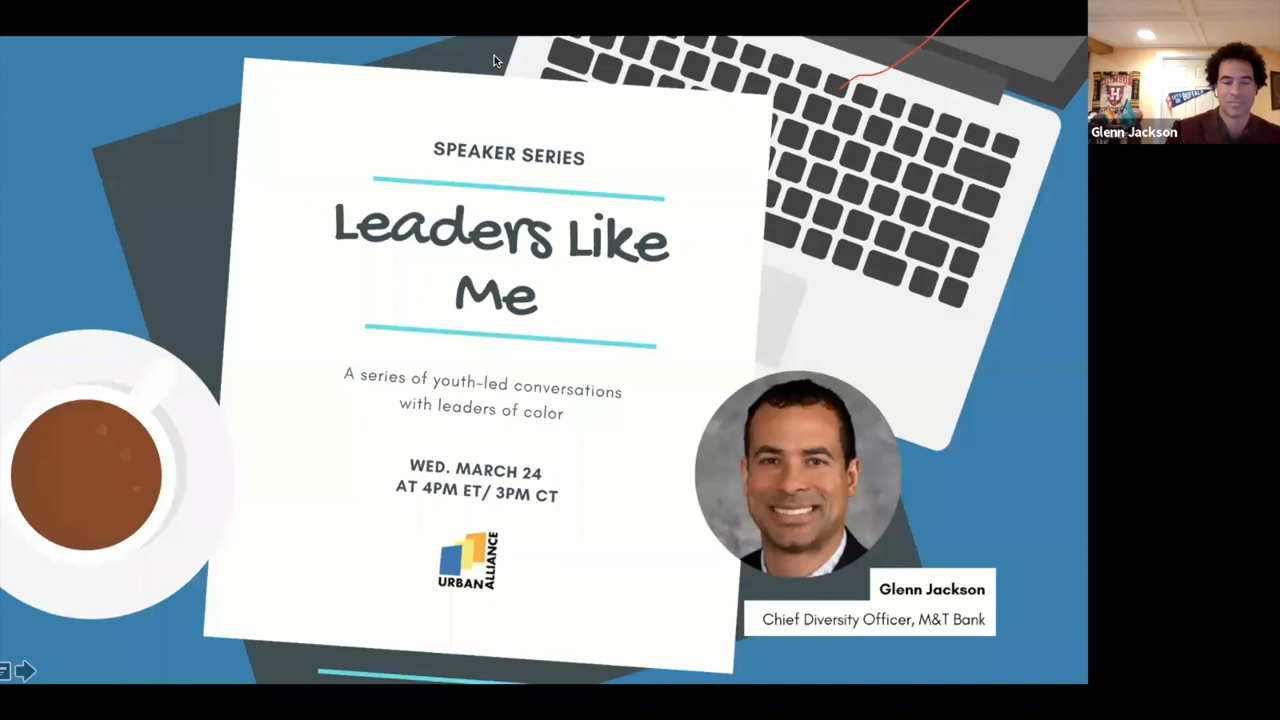 SPEAKER SERIES
Leaders Like
Me
A series of youth-led conversations
with leaders of color
WED. MARCH 24
AT 4PM ET/ 3PM CT
URBAN
ALLIANCE
Glenn Jackson
Chief Diversity Officer, M&T Bank
H
BUFFALO
Glenn Jackson